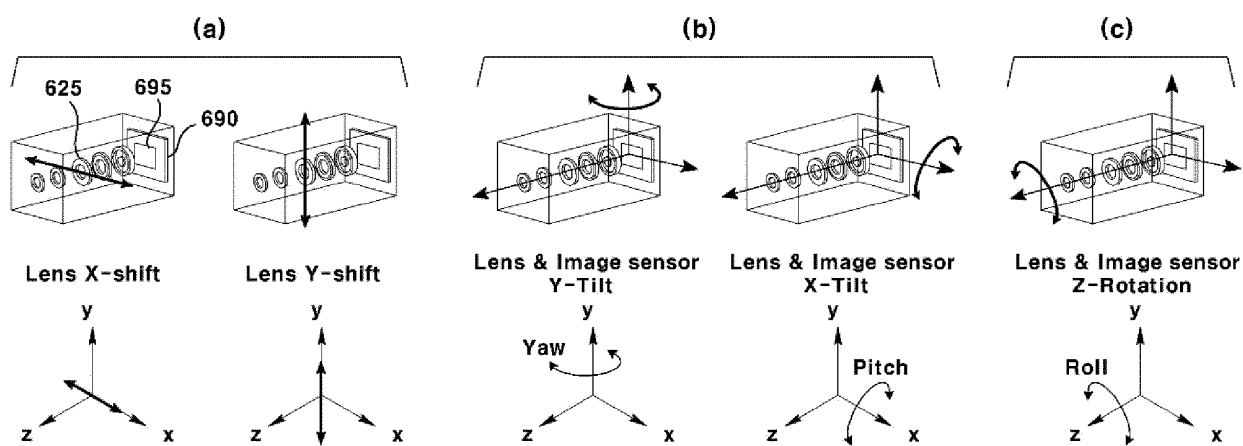 (a)
(b)
(c)
625
695
690
Lens X-shift
Lens Y-shift
Lens & Image sensor
Y-Tilt
Lens & Image sensor
X-Tilt
Lens & Image sensor
Z-Rotation
y
z
x
y
z
x
y
Yaw
z
x
y
Pitch
z
x
y
Roll
z
x